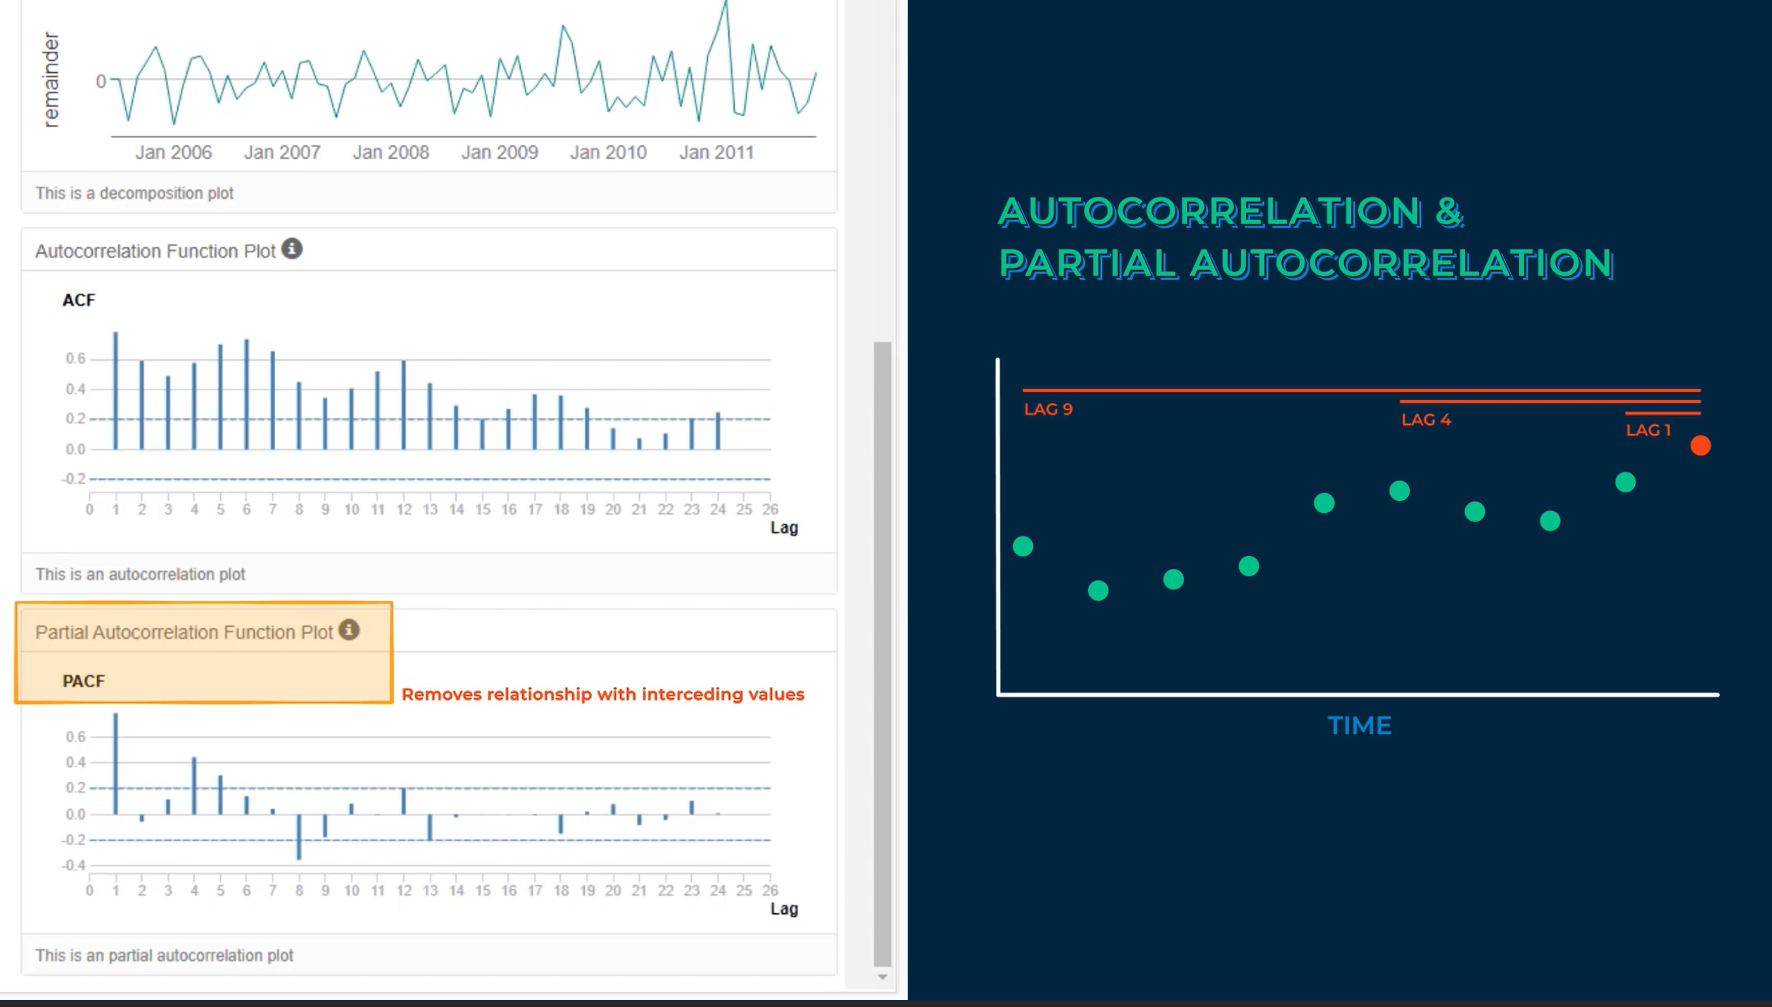 remainder
0
Jan 2006 Jan 2007 Jan 2008 Jan 2009 Jan 2010 Jan 2011
This is a decomposition plot
Autocorrelation Function Plot
ACF
0.6
0.4
0.2
0.0
-0.2
0 1 2 3 4 5 6 7 8 9 10 11 12 13 14 15 16 17 18 19 20 21 22 23 24 25 26
Lag
This is an autocorrelation plot
Partial Autocorrelation Function Plot
PACF
Removes relationship with interceding values
0.6
0.4
0.2
0.0
-0.2
-0.4
0 1 2 3 4 5 6 7 8 9 10 11 12 13 14 15 16 17 18 19 20 21 22 23 24 25 26
Lag
This is an partial autocorrelation plot
AUTOCORRELATION &
PARTIAL AUTOCORRELATION
LAG 9
LAG 4
LAG 1
TIME